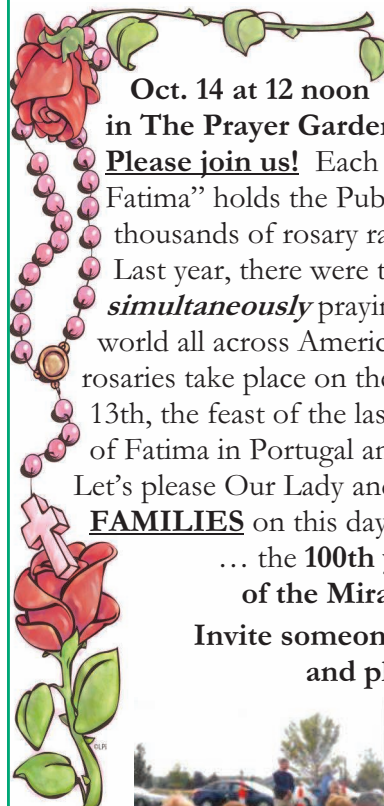 Oct. 14 at 12 noon
in The Prayer Garden
Please join us! Each
Fatima” holds the Pub
thousands of rosary ra
Last year, there were t
simultaneously prayin
world all across Americ
rosaries take place on the
13th, the feast of the las
of Fatima in Portugal an
Let’s please Our Lady and
FAMILIES on this day
… the 100th
of the Mira
Invite someon
and pl
©LPi